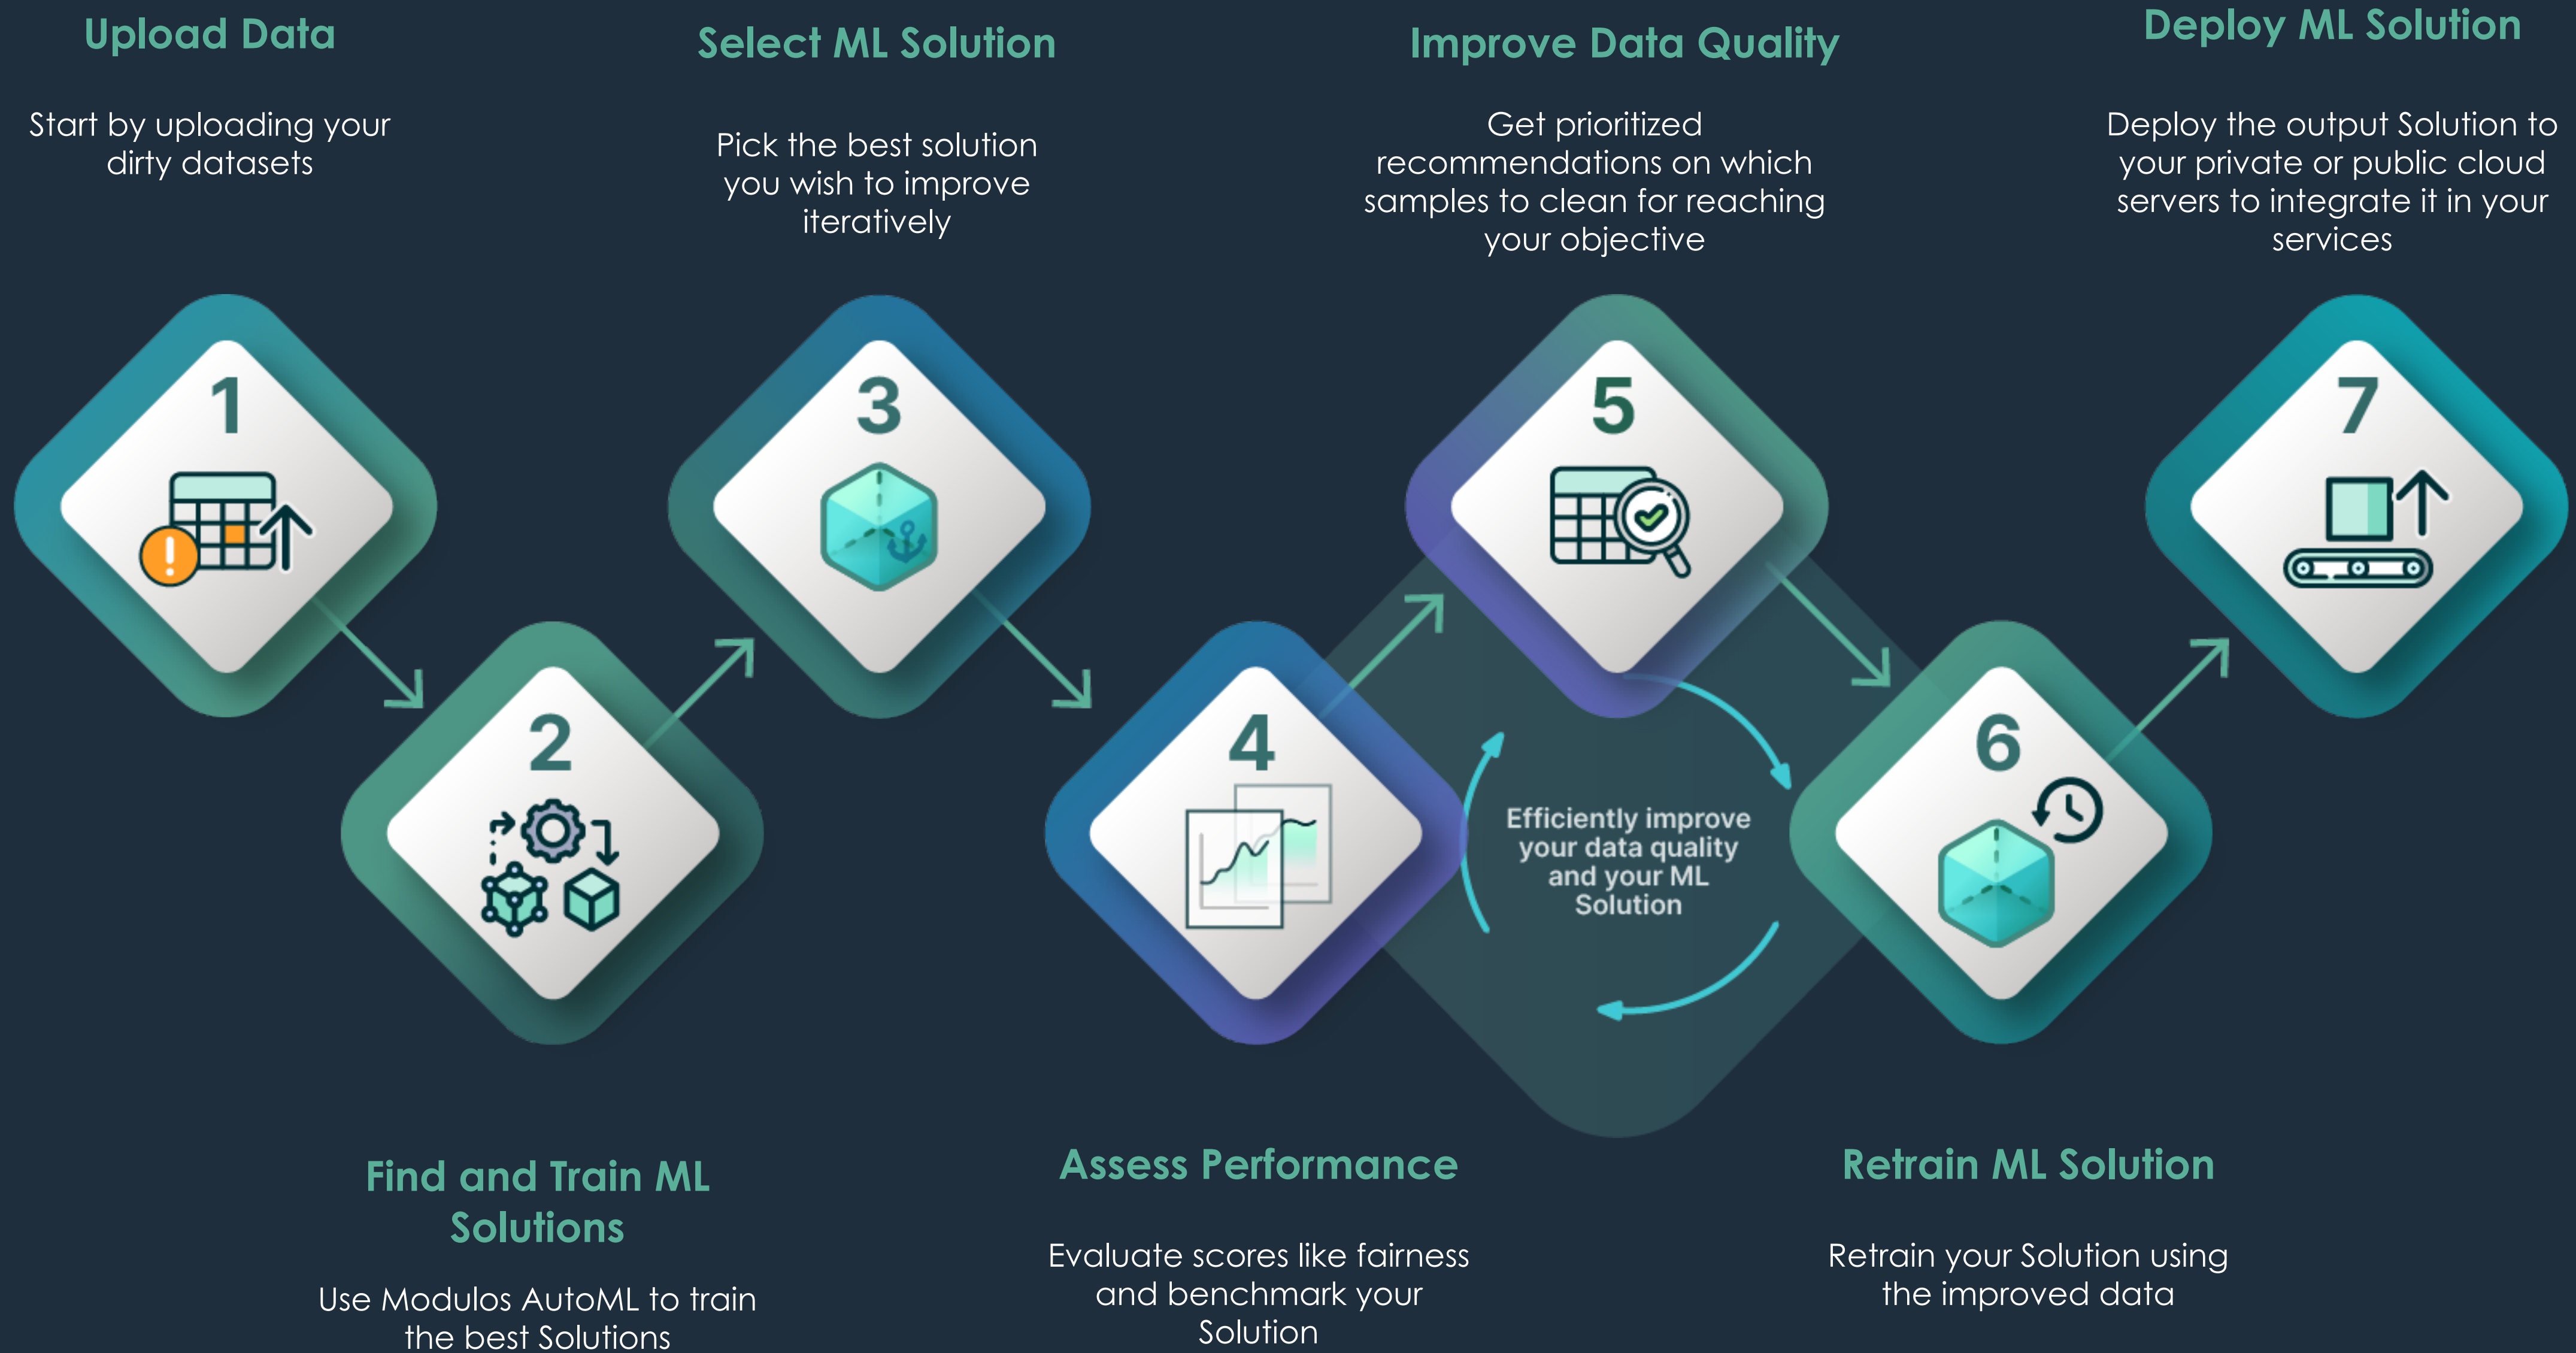 Upload Data
Start by uploading your
dirty datasets
1
Find and Train ML
Solutions
Use Modulos AutoML to train
the best Solutions
2
Select ML Solution
Pick the best solution
you wish to improve
iteratively
3
Assess Performance
Evaluate scores like fairness
and benchmark your
Solution
4
Improve Data Quality
Get prioritized
recommendations on which
samples to clean for reaching
your objective
5
Efficiently improve
your data quality
and your ML
Solution
Retrain ML Solution
Retrain your Solution using
the improved data
6
Deploy ML Solution
Deploy the output Solution to
your private or public cloud
servers to integrate it in your
services
7